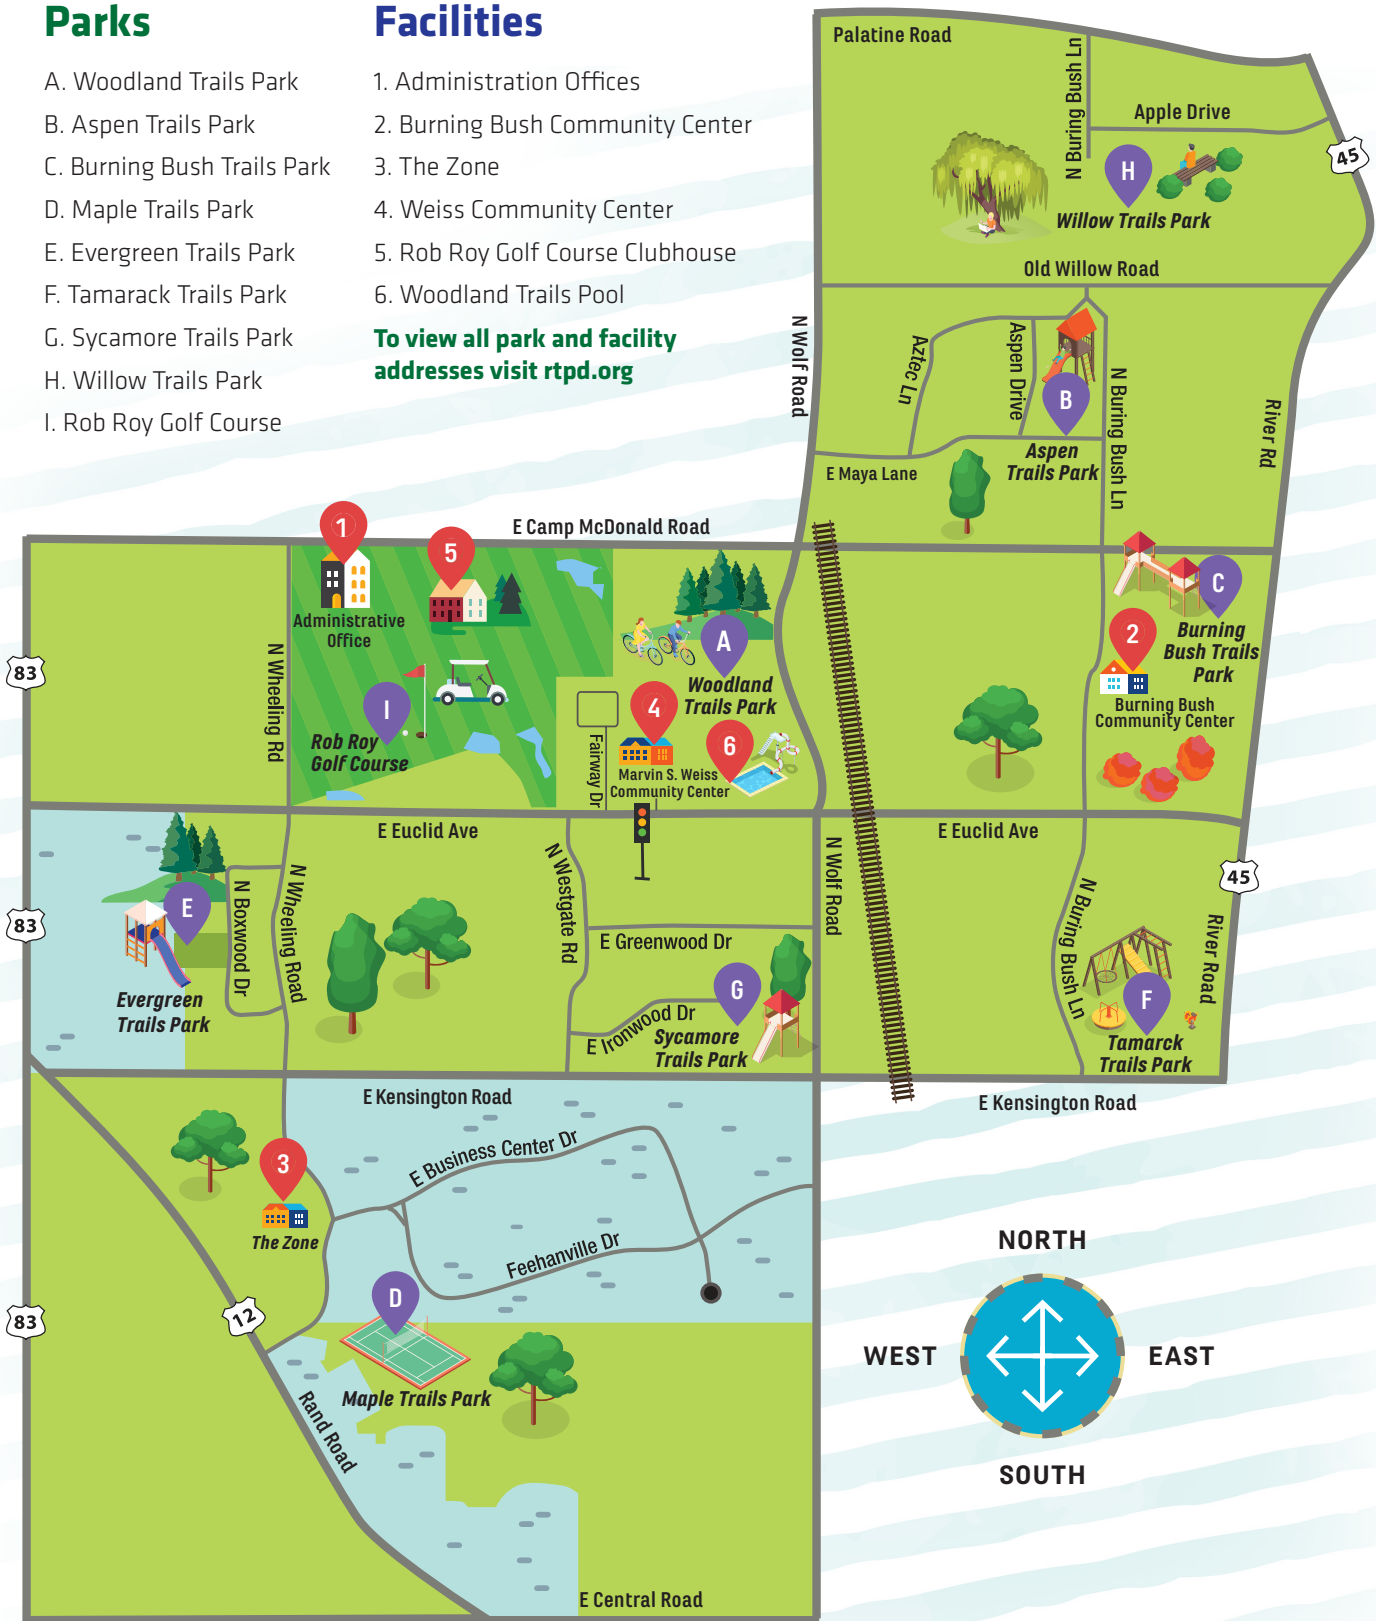 Parks
A. Woodland Trails Park
B. Aspen Trails Park
C. Burning Bush Trails Park
D. Maple Trails Park
E. Evergreen Trails Park
F. Tamarack Trails Park
G. Sycamore Trails Park
H. Willow Trails Park
I. Rob Roy Golf Course
Facilities
1. Administration Offices
2. Burning Bush Community Center
3. The Zone
4. Weiss Community Center
5. Rob Roy Golf Course Clubhouse
6. Woodland Trails Pool
To view all park and facility
addresses visit rtpd.org
Palatine Road
N Buring Bush Ln
Apple Drive
45
H
Willow Trails Park
Old Willow Road
N Wolf Road
Aztec Ln
Aspen Drive
B
N Buring Bush Ln
River Rd
Aspen
Trails Park
E Maya Lane
E Camp McDonald Road
1
5
Administrative
Office
83
N Wheeling Rd
I
Rob Roy
Golf Course
A
Woodland
Trails Park
4
6
Fairway Dr
Marvin S. Weiss
Community Center
C
2
Burning
Bush Trails
Park
Burning Bush
Community Center
E Euclid Ave
E Euclid Ave
83
E
N Boxwood Dr
N Wheeling Road
Evergreen
Trails Park
N Westgate Rd
E Greenwood Dr
G
E Ironwood Dr
Sycamore
Trails Park
N Wolf Road
N Buring Bush Ln
45
River Road
F
Tamarck
Trails Park
E Kensington Road
E Kensington Road
3
The Zone
E Business Center Dr
Feehanville Dr
83
12
D
Maple Trails Park
Rand Road
E Central Road
NORTH
WEST
EAST
SOUTH